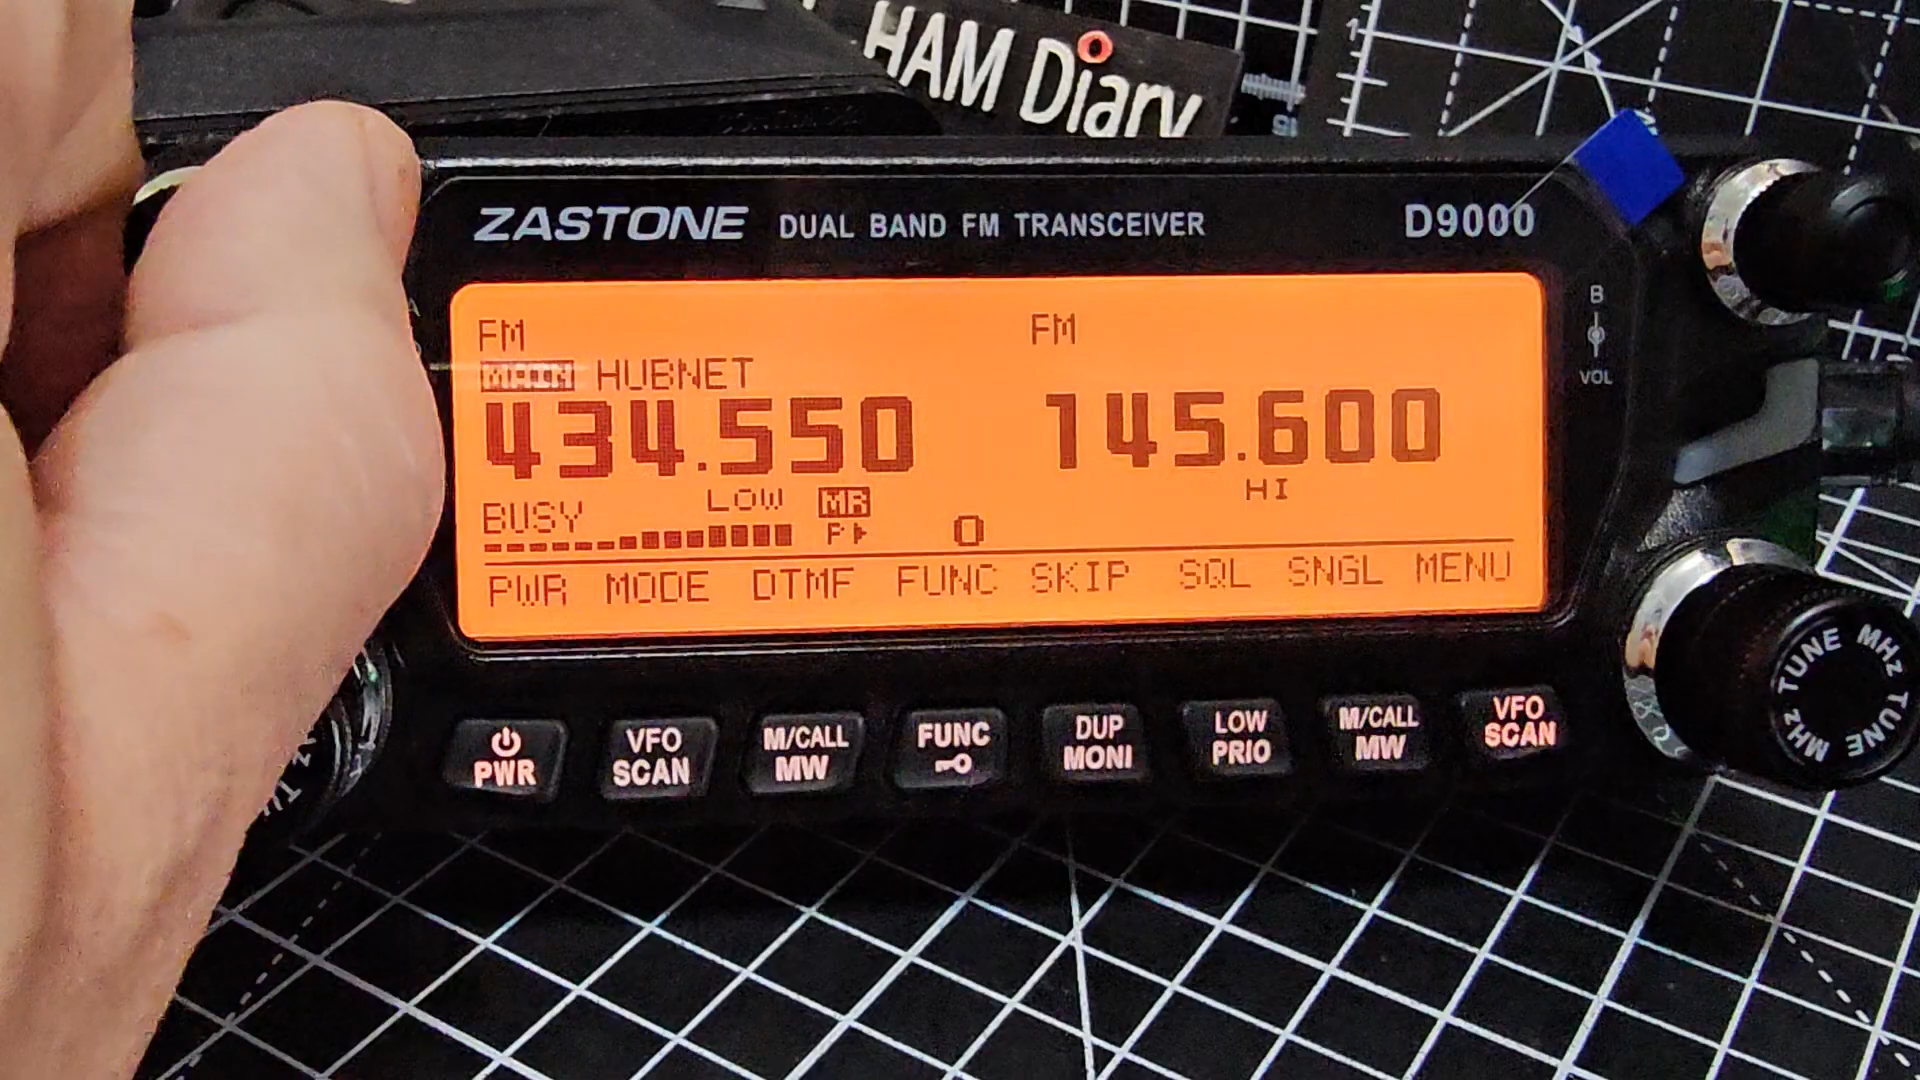 HAM Diary
ZASTONE DUAL BAND FM TRANSCEIVER D9000
FM FM
MAIN HUBNET
434.550 145.600
BUSY LOW MR HI
P 0
PWR MODE DTMF FUNC SKIP SQL SNGL MENU
B
VOL
PWR
VFO SCAN
M/CALL MW
FUNC
DUP MONI
LOW PRIO
M/CALL MW
VFO SCAN
TUNE MHz TUNE MHz